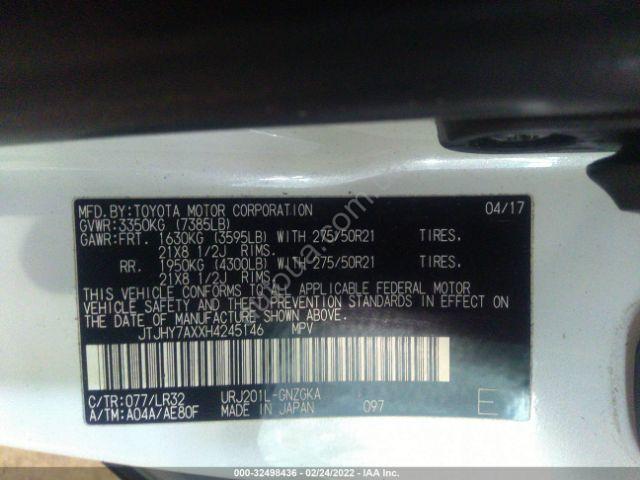 MFD.BY:TOYOTA MOTOR CORPORATION 04/17
GVWR:3350KG (7385LB)
GAWR:FRT. 1630KG (3595LB) WITH 275/50R21 TIRES.
21X8 1/2J RIMS.
RR. 1950KG (4300LB) WITH 275/50R21 TIRES.
21X8 1/2J RIMS.
THIS VEHICLE CONFORMS TO ALL APPLICABLE FEDERAL MOTOR
VEHICLE SAFETY AND THEFT PREVENTION STANDARDS IN EFFECT
ON THE DATE OF MANUFACTURE SHOWN ABOVE.
JTJHY7AXXH4245146 MPV
C/TR:077/LR32 URJ201L-GNZGKA
A/TM:A04A/AE80F MADE IN JAPAN 097 E
000-32498436 - 02/24/2022 - IAA Inc.